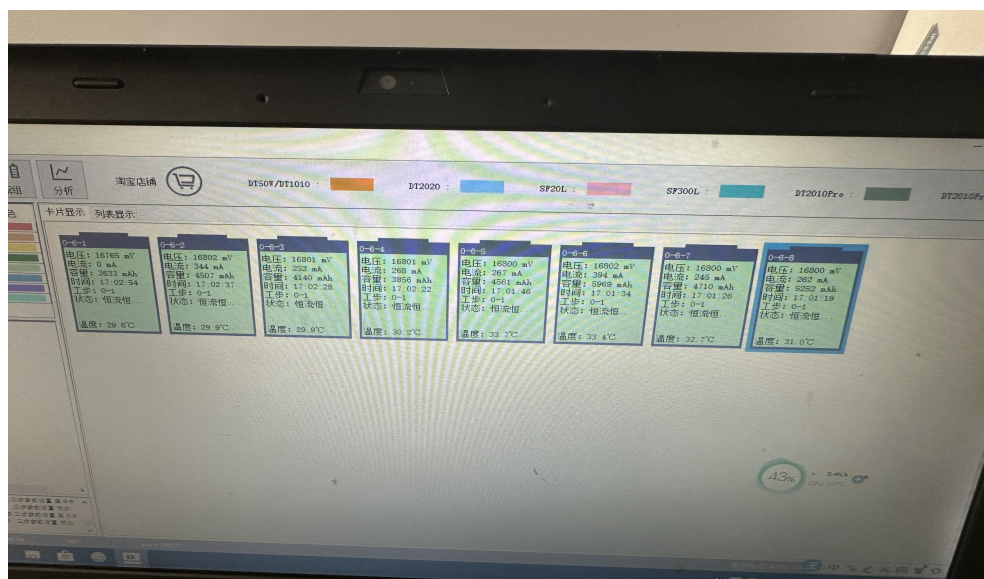 分析
淘宝店铺
DT50W/DT1010 :
DT2020 :
SF20L :
SF300L :
DT2010Pro :
DT2010Pr
卡片显示 列表显示
0-6-1
电压: 16765 mV
电流: 0 mA
容量: 3633 mAh
时间: 17:02:54
工步: 0-1
状态: 恒流恒...
温度: 29.6℃
0-6-2
电压: 16802 mV
电流: 344 mA
容量: 4507 mAh
时间: 17:02:37
工步: 0-1
状态: 恒流恒...
温度: 29.9℃
0-6-3
电压: 16801 mV
电流: 252 mA
容量: 4140 mAh
时间: 17:02:28
工步: 0-1
状态: 恒流恒...
温度: 29.9℃
0-6-4
电压: 16801 mV
电流: 268 mA
容量: 3856 mAh
时间: 17:02:22
工步: 0-1
状态: 恒流恒...
温度: 30.2℃
0-6-5
电压: 16800 mV
电流: 267 mA
容量: 4561 mAh
时间: 17:01:46
工步: 0-1
状态: 恒流恒...
温度: 33.7℃
0-6-6
电压: 16802 mV
电流: 394 mA
容量: 5969 mAh
时间: 17:01:34
工步: 0-1
状态: 恒流恒...
温度: 33.4℃
0-6-7
电压: 16800 mV
电流: 245 mA
容量: 4710 mAh
时间: 17:01:26
工步: 0-1
状态: 恒流恒...
温度: 32.7℃
0-6-8
电压: 16800 mV
电流: 262 mA
容量: 5252 mAh
时间: 17:01:19
工步: 0-1
状态: 恒流恒...
温度: 31.0℃
43%